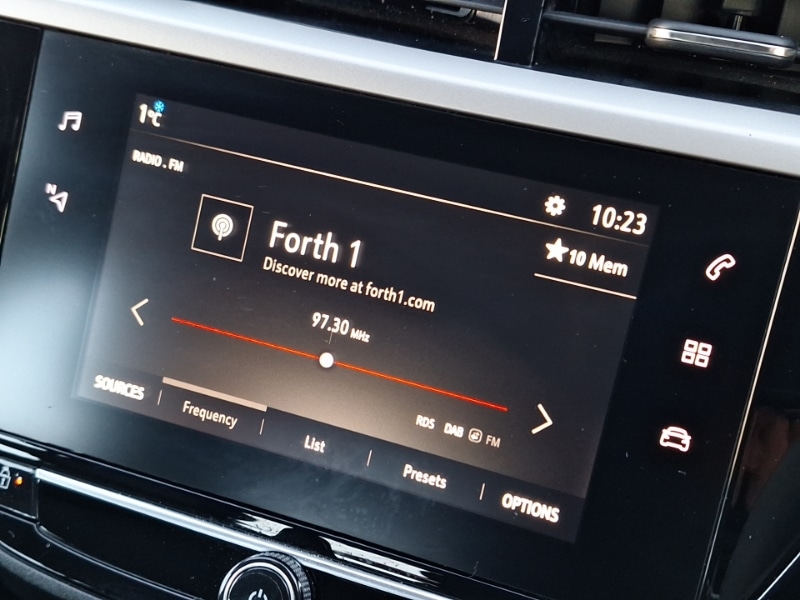 1°C
RADIO . FM
10:23
N
Forth 1
10 Mem
Discover more at forth1.com
97.30 MHz
RDS DAB FM
SOURCES
Frequency
List
Presets
OPTIONS